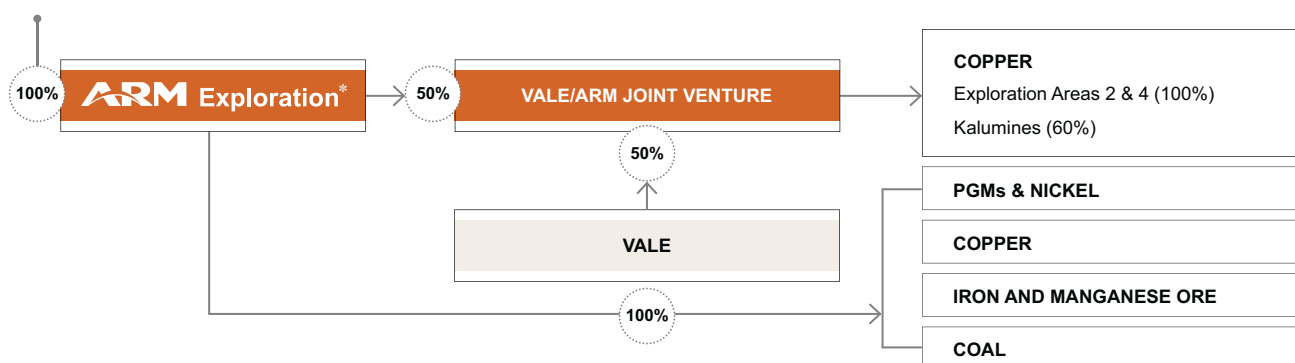 100%
ARM Exploration*
50%
VALE/ARM JOINT VENTURE
COPPER
Exploration Areas 2 & 4 (100%)
Kalumines (60%)
50%
VALE
100%
PGMs & NICKEL
COPPER
IRON AND MANGANESE ORE
COAL